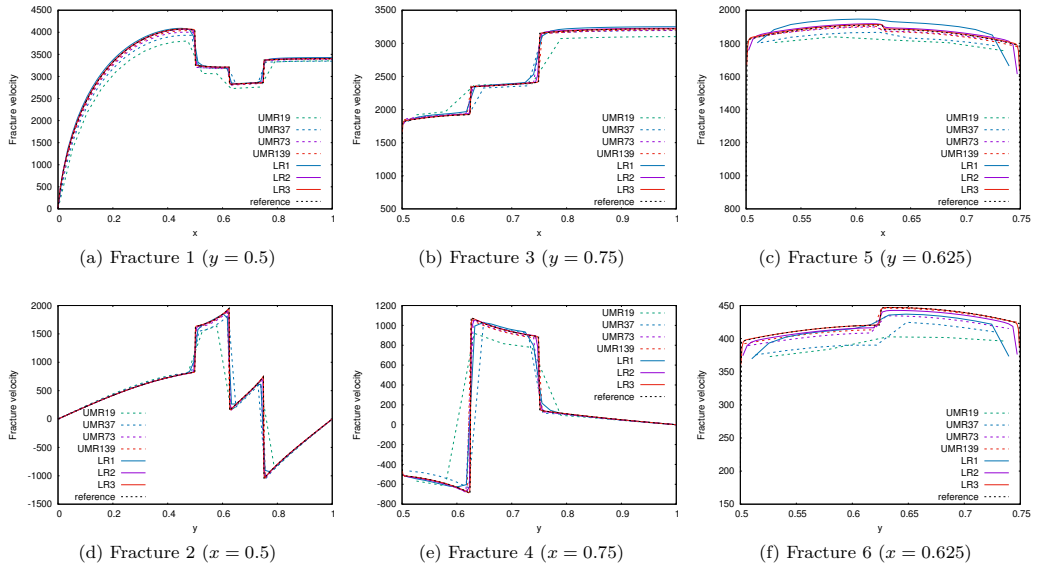 Fracture velocity
4500
4000
3500
3000
2500
2000
1500
1000
500
0
0
0.2
0.4
0.6
0.8
1
x
UMR19
UMR37
UMR73
UMR139
LR1
LR2
LR3
reference
(a) Fracture 1 (y = 0.5)
Fracture velocity
3500
3000
2500
2000
1500
1000
500
0.5
0.6
0.7
0.8
0.9
1
x
UMR19
UMR37
UMR73
UMR139
LR1
LR2
LR3
reference
(b) Fracture 3 (y = 0.75)
Fracture velocity
2000
1800
1600
1400
1200
1000
800
0.5
0.55
0.6
0.65
0.7
0.75
x
UMR19
UMR37
UMR73
UMR139
LR1
LR2
LR3
reference
(c) Fracture 5 (y = 0.625)
Fracture velocity
2000
1500
1000
500
0
-500
-1000
-1500
0
0.2
0.4
0.6
0.8
1
y
UMR19
UMR37
UMR73
UMR139
LR1
LR2
LR3
reference
(d) Fracture 2 (x = 0.5)
Fracture velocity
1200
1000
800
600
400
200
0
-200
-400
-600
-800
0.5
0.6
0.7
0.8
0.9
1
y
UMR19
UMR37
UMR73
UMR139
LR1
LR2
LR3
reference
(e) Fracture 4 (x = 0.75)
Fracture velocity
450
400
350
300
250
200
150
0.5
0.55
0.6
0.65
0.7
0.75
y
UMR19
UMR37
UMR73
UMR139
LR1
LR2
LR3
reference
(f) Fracture 6 (x = 0.625)